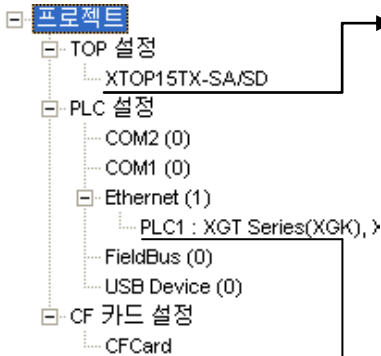 프로젝트
TOP 설정
XTOP15TX-SA/SD
PLC 설정
COM2 (0)
COM1 (0)
Ethernet (1)
PLC1 : XGT Series(XGK), X
FieldBus (0)
USB Device (0)
CF 카드 설정
CFCard